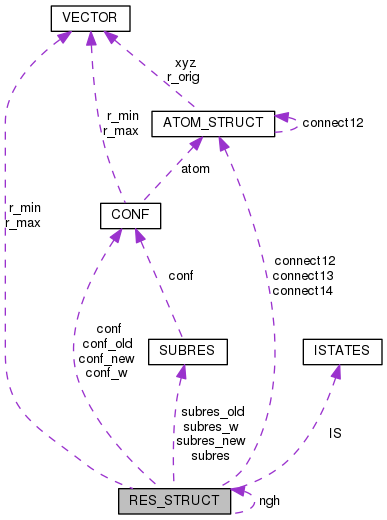 VECTOR
xyz
r_orig
r_min
r_max
ATOM_STRUCT
connect12
atom
r_min
r_max
CONF
connect12
connect13
connect14
conf
conf
conf_old
conf_new
conf_w
SUBRES
ISTATES
subres_old
subres_w
subres_new
subres
IS
RES_STRUCT
ngh